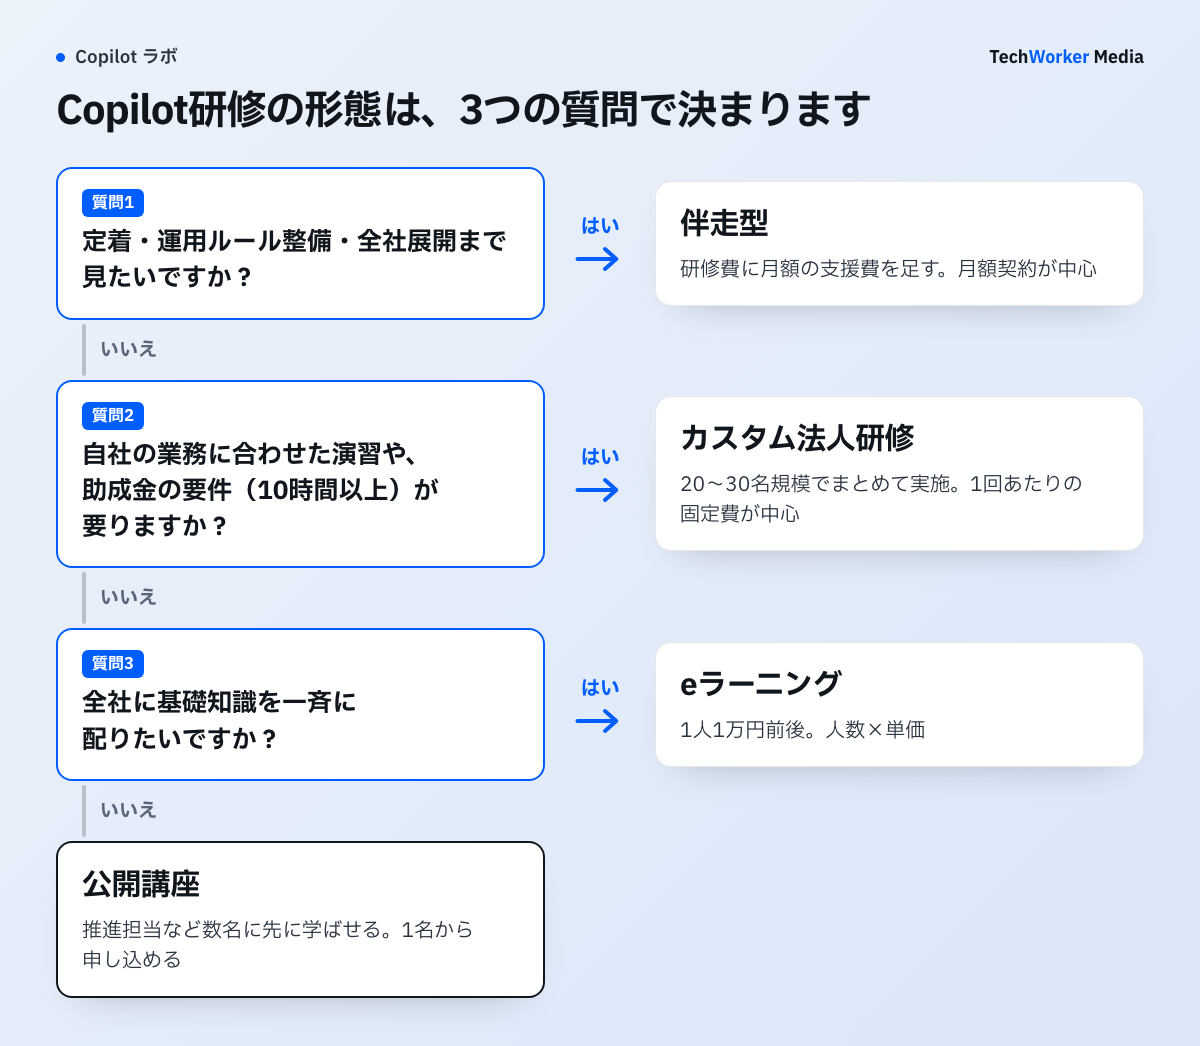 Copilot ラボ
TechWorker Media
Copilot研修の形態は、3つの質問で決まります
質問1
定着・運用ルール整備・全社展開まで
見たいですか？
はい
伴走型
研修費に月額の支援費を足す。月額契約が中心
いいえ
質問2
自社の業務に合わせた演習や、
助成金の要件（10時間以上）が
要りますか？
はい
カスタム法人研修
20〜30名規模でまとめて実施。1回あたりの
固定費が中心
いいえ
質問3
全社に基礎知識を一斉に
配りたいですか？
はい
eラーニング
1人1万円前後。人数×単価
いいえ
公開講座
推進担当など数名に先に学ばせる。1名から
申し込める